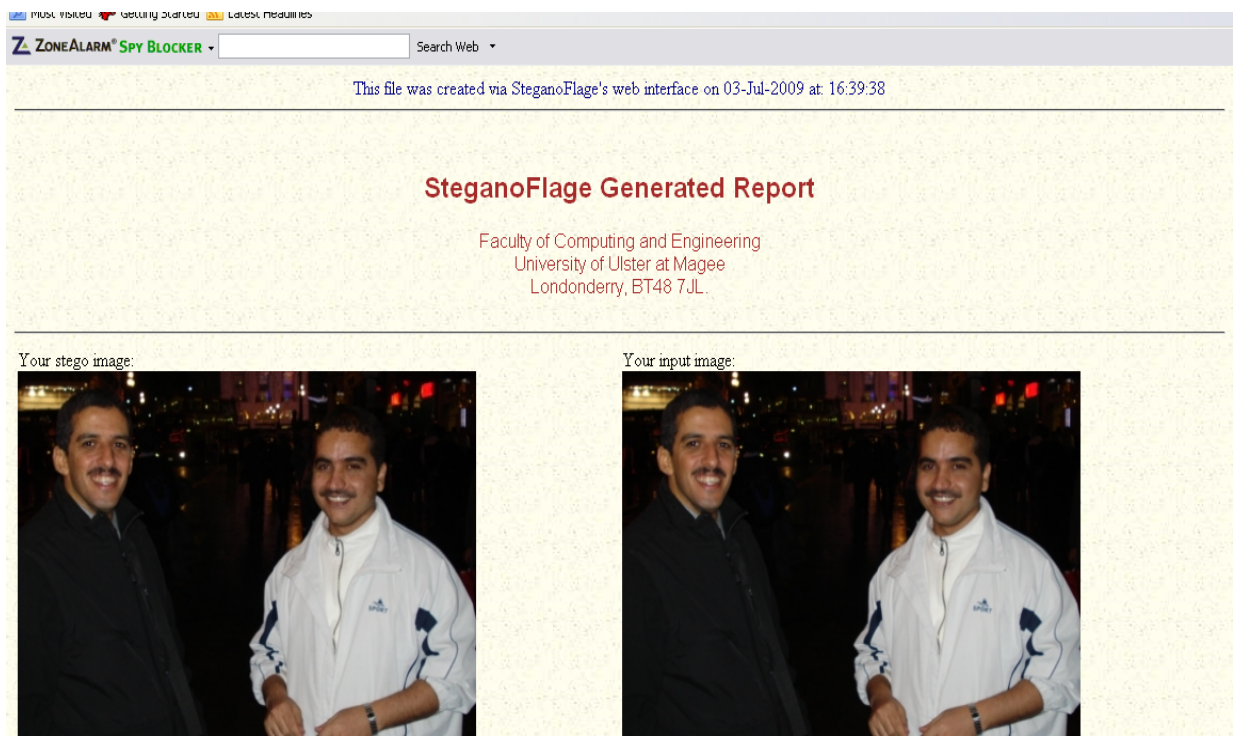 Most Visited Getting Started Latest Headlines
ZONEALARM® SPY BLOCKER Search Web
This file was created via SteganoFlage's web interface on 03-Jul-2009 at: 16:39:38
SteganoFlage Generated Report
Faculty of Computing and Engineering
University of Ulster at Magee
Londonderry, BT48 7JL.
Your stego image:
Your input image:
SPORT
SPORT